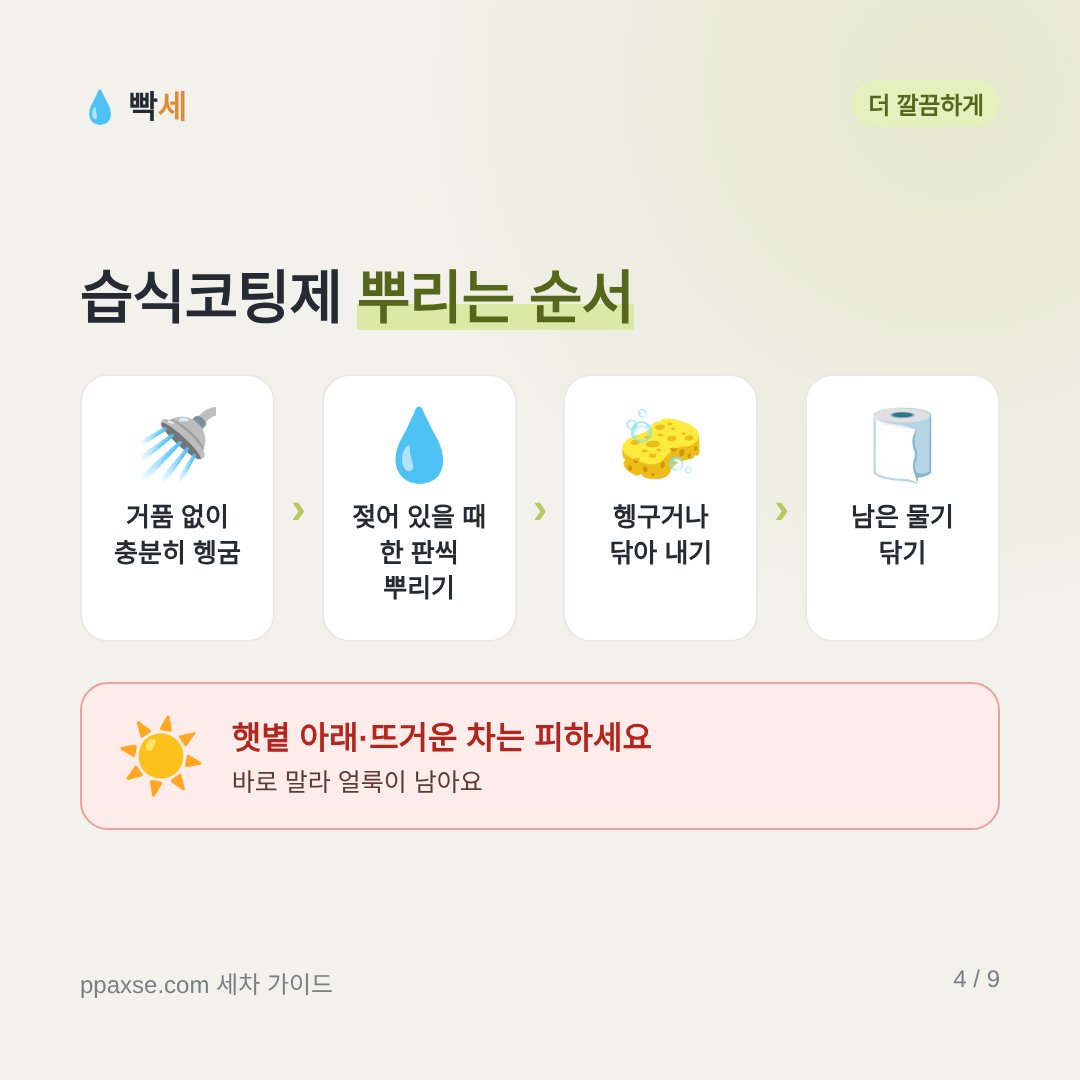 빡세
더 깔끔하게
습식코팅제 뿌리는 순서
거품 없이
충분히 헹굼
›
젖어 있을 때
한 판씩
뿌리기
›
헹구거나
닦아 내기
›
남은 물기
닦기
햇볕 아래·뜨거운 차는 피하세요
바로 말라 얼룩이 남아요
ppaxse.com 세차 가이드
4 / 9